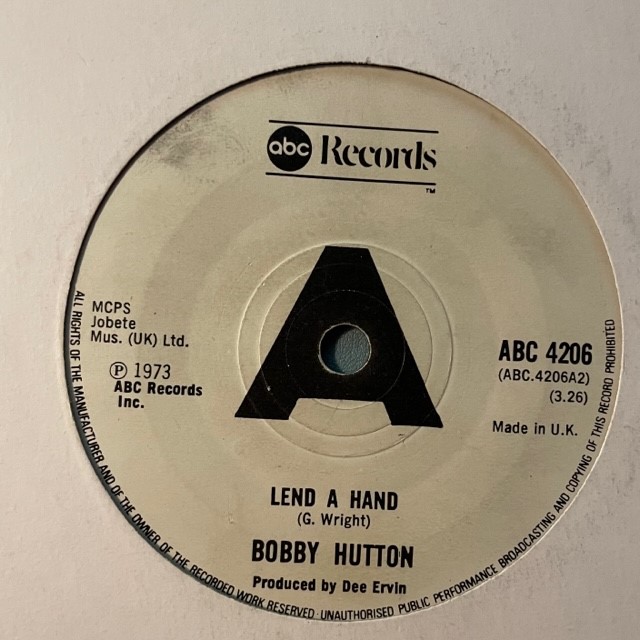 abc Records
TM
A
MCPS
Jobete
Mus. (UK) Ltd.
℗ 1973
ABC Records
Inc.
ABC 4206
(ABC.4206A2)
(3.26)
Made in U.K.
LEND A HAND
(G. Wright)
BOBBY HUTTON
Produced by Dee Ervin
ALL RIGHTS OF THE MANUFACTURER AND OF THE OWNER OF THE RECORDED WORK RESERVED · UNAUTHORISED PUBLIC PERFORMANCE BROADCASTING AND COPYING OF THIS RECORD PROHIBITED